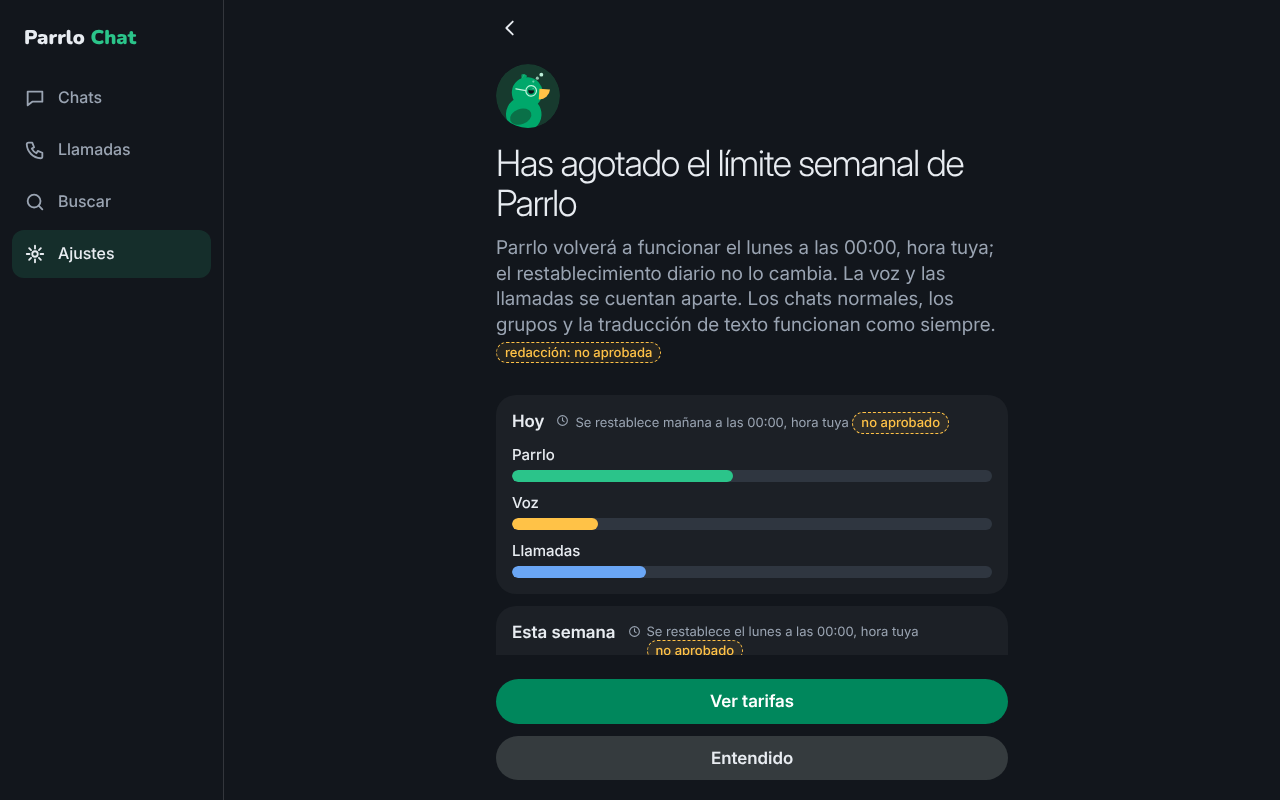 Parrlo Chat
Chats
Llamadas
Buscar
Ajustes
Has agotado el límite semanal de
Parrlo
Parrlo volverá a funcionar el lunes a las 00:00, hora tuya;
el restablecimiento diario no lo cambia. La voz y las
llamadas se cuentan aparte. Los chats normales, los
grupos y la traducción de texto funcionan como siempre.
redacción: no aprobada
Hoy Se restablece mañana a las 00:00, hora tuya no aprobado
Parrlo
Voz
Llamadas
Esta semana Se restablece el lunes a las 00:00, hora tuya
no aprobado
Ver tarifas
Entendido